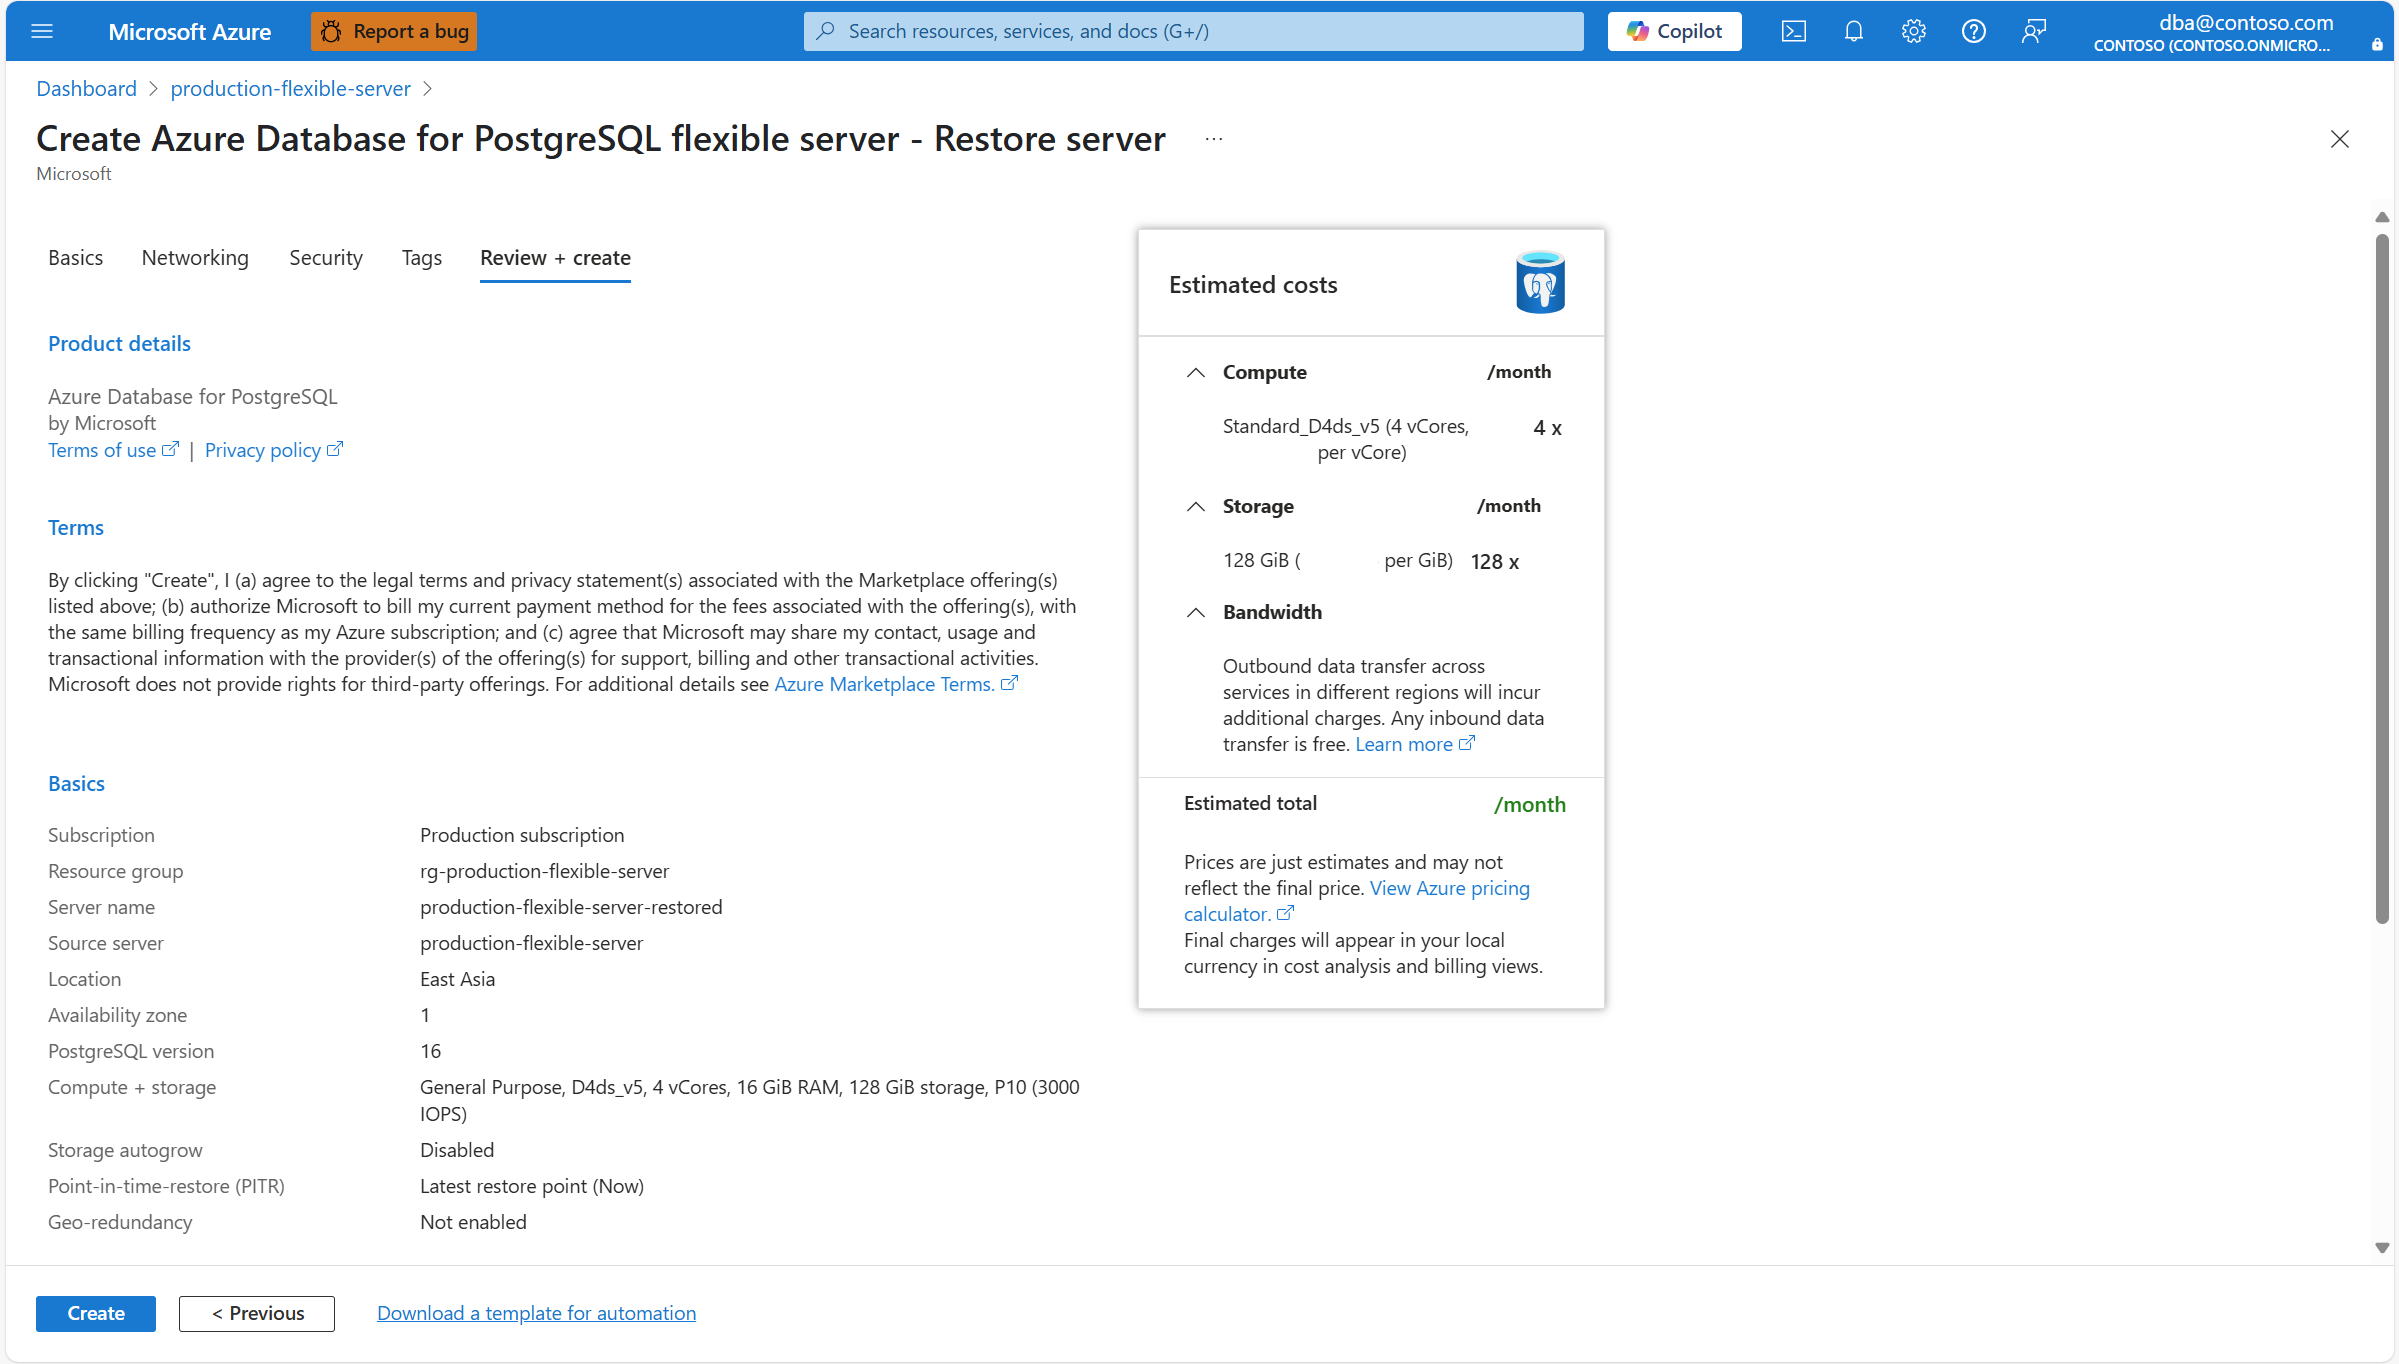 Microsoft Azure
Report a bug
Search resources, services, and docs (G+/)
Copilot
dba@contoso.com
CONTOSO (CONTOSO.ONMICRO...
Dashboard > production-flexible-server >
Create Azure Database for PostgreSQL flexible server - Restore server ...
Microsoft
Basics Networking Security Tags Review + create
Product details
Azure Database for PostgreSQL
by Microsoft
Terms of use | Privacy policy
Terms
By clicking "Create", I (a) agree to the legal terms and privacy statement(s) associated with the Marketplace offering(s)
listed above; (b) authorize Microsoft to bill my current payment method for the fees associated with the offering(s), with
the same billing frequency as my Azure subscription; and (c) agree that Microsoft may share my contact, usage and
transactional information with the provider(s) of the offering(s) for support, billing and other transactional activities.
Microsoft does not provide rights for third-party offerings. For additional details see Azure Marketplace Terms.
Basics
Subscription Production subscription
Resource group rg-production-flexible-server
Server name production-flexible-server-restored
Source server production-flexible-server
Location East Asia
Availability zone 1
PostgreSQL version 16
Compute + storage General Purpose, D4ds_v5, 4 vCores, 16 GiB RAM, 128 GiB storage, P10 (3000
IOPS)
Storage autogrow Disabled
Point-in-time-restore (PITR) Latest restore point (Now)
Geo-redundancy Not enabled
Estimated costs
Compute /month
Standard_D4ds_v5 (4 vCores, 4 x
per vCore)
Storage /month
128 GiB ( per GiB) 128 x
Bandwidth
Outbound data transfer across
services in different regions will incur
additional charges. Any inbound data
transfer is free. Learn more
Estimated total /month
Prices are just estimates and may not
reflect the final price. View Azure pricing
calculator.
Final charges will appear in your local
currency in cost analysis and billing views.
Create < Previous Download a template for automation